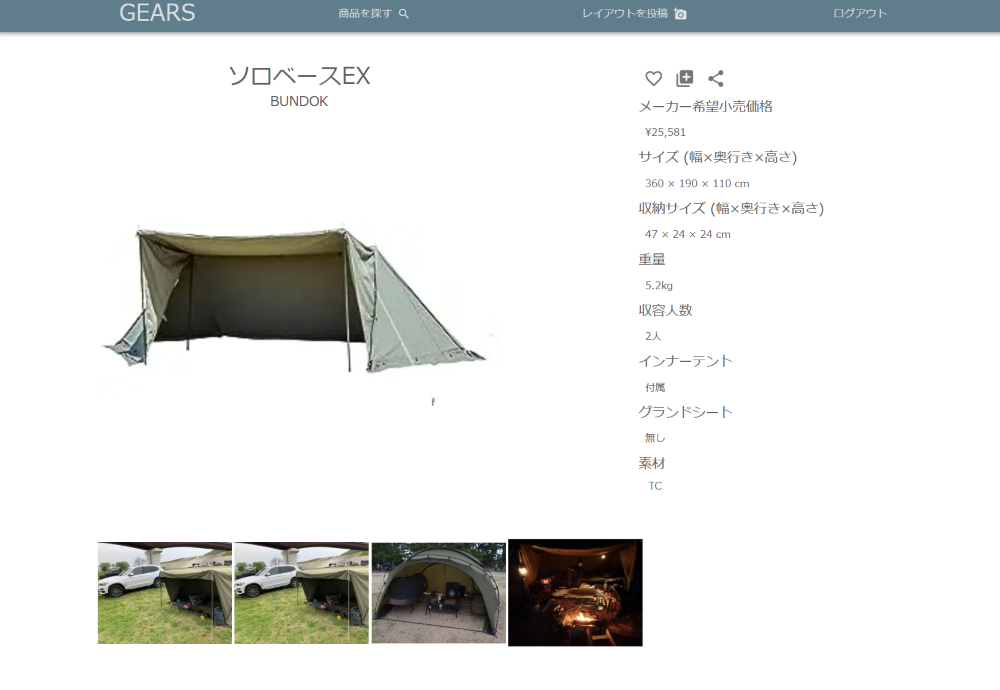 GEARS
商品を探す
レイアウトを投稿
ログアウト
ソロベースEX
BUNDOK
メーカー希望小売価格
¥25,581
サイズ (幅×奥行き×高さ)
360 × 190 × 110 cm
収納サイズ (幅×奥行き×高さ)
47 × 24 × 24 cm
重量
5.2kg
収容人数
2人
インナーテント
付属
グランドシート
無し
素材
TC